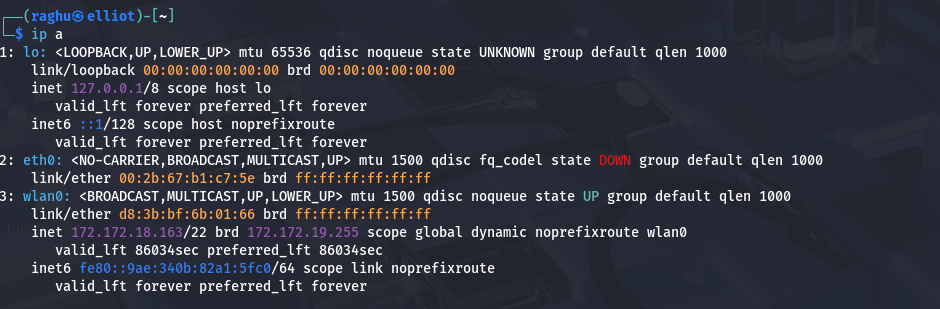 ┌──(raghu㉿elliot)-[~]
└─$ ip a
1: lo: <LOOPBACK,UP,LOWER_UP> mtu 65536 qdisc noqueue state UNKNOWN group default qlen 1000
    link/loopback 00:00:00:00:00:00 brd 00:00:00:00:00:00
    inet 127.0.0.1/8 scope host lo
       valid_lft forever preferred_lft forever
    inet6 ::1/128 scope host noprefixroute
       valid_lft forever preferred_lft forever
2: eth0: <NO-CARRIER,BROADCAST,MULTICAST,UP> mtu 1500 qdisc fq_codel state DOWN group default qlen 1000
    link/ether 00:2b:67:b1:c7:5e brd ff:ff:ff:ff:ff:ff
3: wlan0: <BROADCAST,MULTICAST,UP,LOWER_UP> mtu 1500 qdisc noqueue state UP group default qlen 1000
    link/ether d8:3b:bf:6b:01:66 brd ff:ff:ff:ff:ff:ff
    inet 172.172.18.163/22 brd 172.172.19.255 scope global dynamic noprefixroute wlan0
       valid_lft 86034sec preferred_lft 86034sec
    inet6 fe80::9ae:340b:82a1:5fc0/64 scope link noprefixroute
       valid_lft forever preferred_lft forever